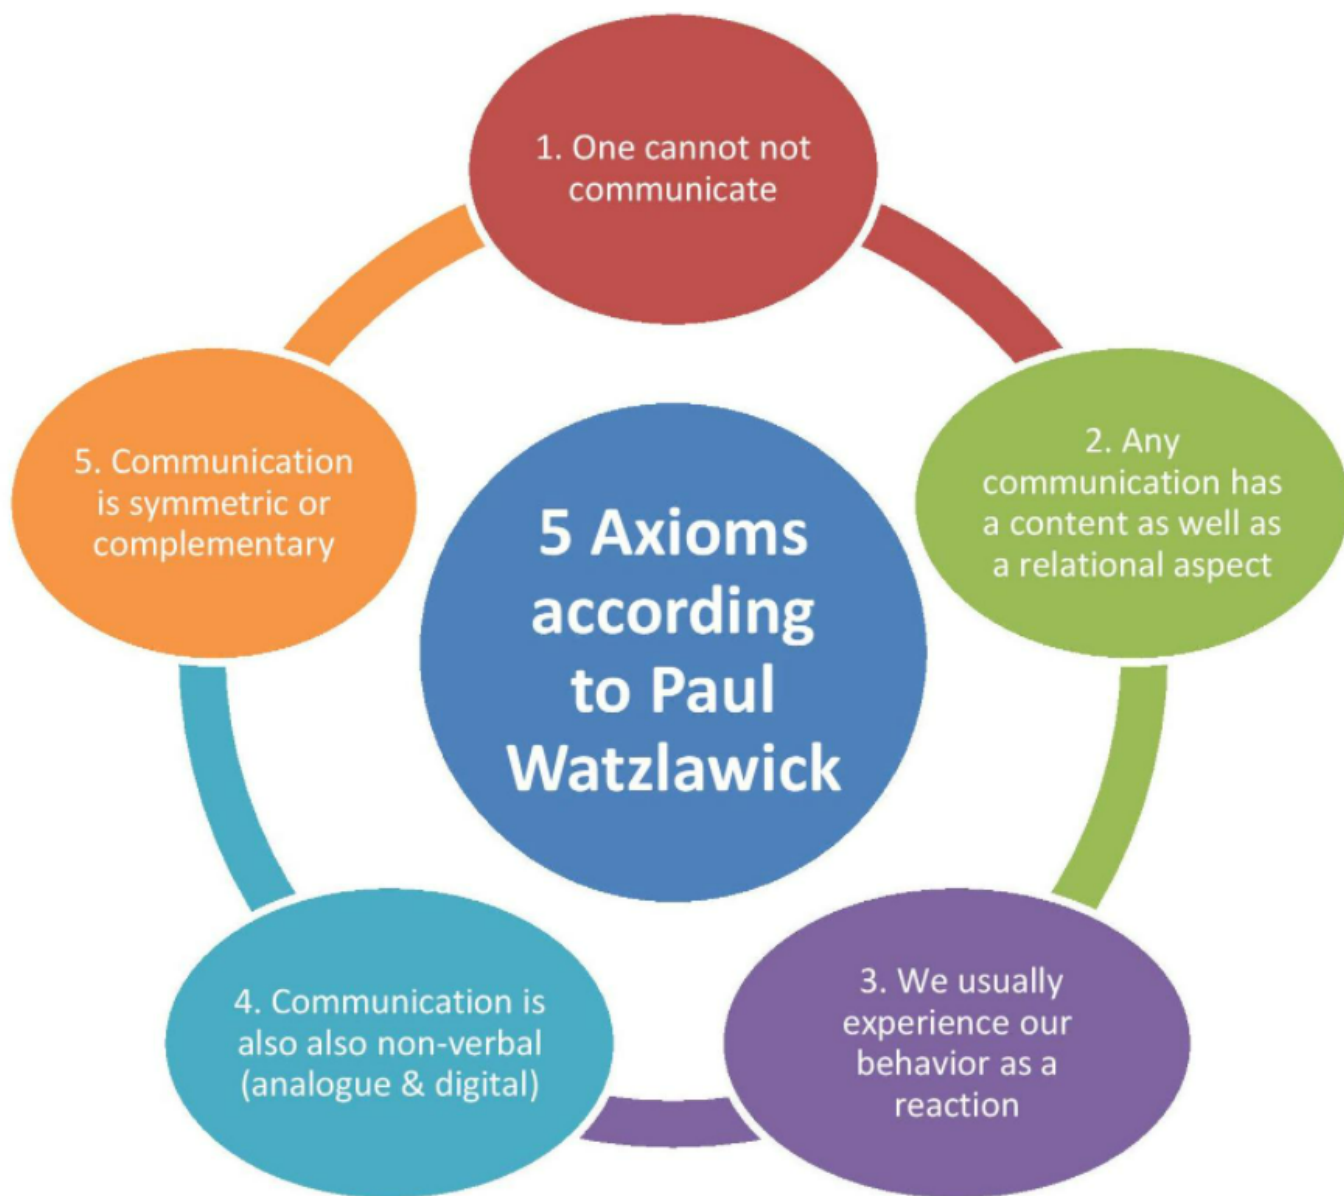 1. One cannot not
communicate
2. Any
communication has
a content as well as
a relational aspect
3. We usually
experience our
behavior as a
reaction
4. Communication is
also also non-verbal
(analogue & digital)
5. Communication
is symmetric or
complementary
5 Axioms
according
to Paul
Watzlawick